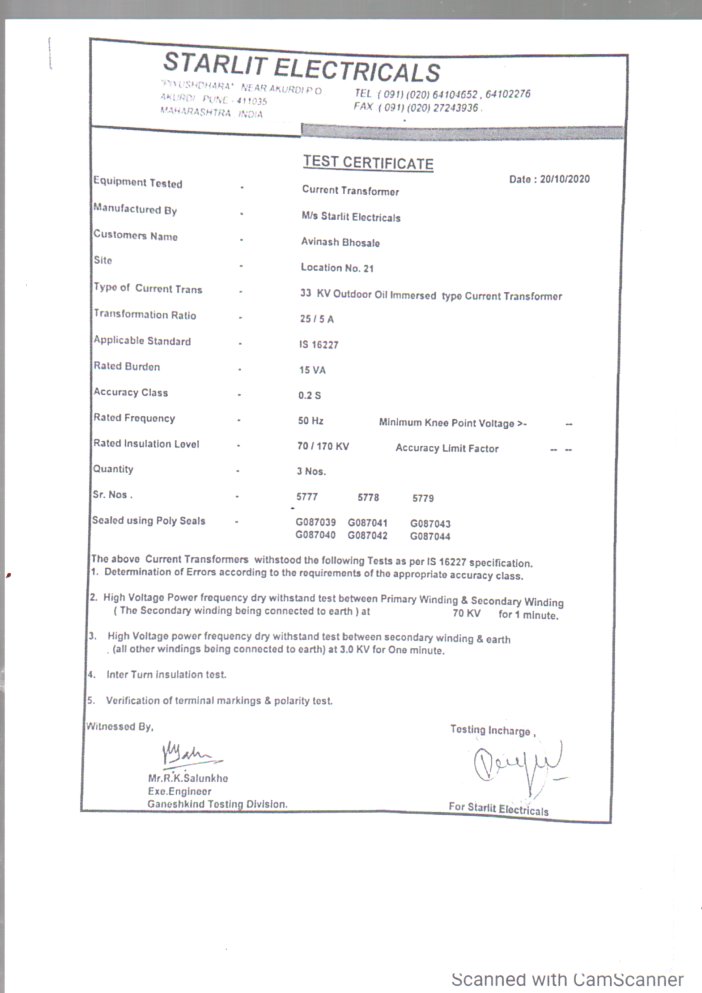 STARLIT ELECTRICALS
"PIYUSHDHARA" NEAR AKURDI P O
AKURDI PUNE - 411035
MAHARASHTRA INDIA
TEL ( 091) (020) 64104652 , 64102276
FAX ( 091) (020) 27243936
TEST CERTIFICATE
Date : 20/10/2020
Equipment Tested - Current Transformer
Manufactured By - M/s Starlit Electricals
Customers Name - Avinash Bhosale
Site - Location No. 21
Type of Current Trans - 33 KV Outdoor Oil Immersed type Current Transformer
Transformation Ratio - 25 / 5 A
Applicable Standard - IS 16227
Rated Burden - 15 VA
Accuracy Class - 0.2 S
Rated Frequency - 50 Hz Minimum Knee Point Voltage >- --
Rated Insulation Level - 70 / 170 KV Accuracy Limit Factor -- --
Quantity - 3 Nos.
Sr. Nos . - 5777 5778 5779
Sealed using Poly Seals - G087039 G087041 G087043
G087040 G087042 G087044
The above Current Transformers withstood the following Tests as per IS 16227 specification.
1. Determination of Errors according to the requirements of the appropriate accuracy class.
2. High Voltage Power frequency dry withstand test between Primary Winding & Secondary Winding
( The Secondary winding being connected to earth ) at 70 KV for 1 minute.
3. High Voltage power frequency dry withstand test between secondary winding & earth
(all other windings being connected to earth) at 3.0 KV for One minute.
4. Inter Turn insulation test.
5. Verification of terminal markings & polarity test.
Witnessed By,
Testing Incharge ,
Mr.R.K.Salunkhe
Exe.Engineer
Ganeshkind Testing Division.
For Starlit Electricals
Scanned with CamScanner